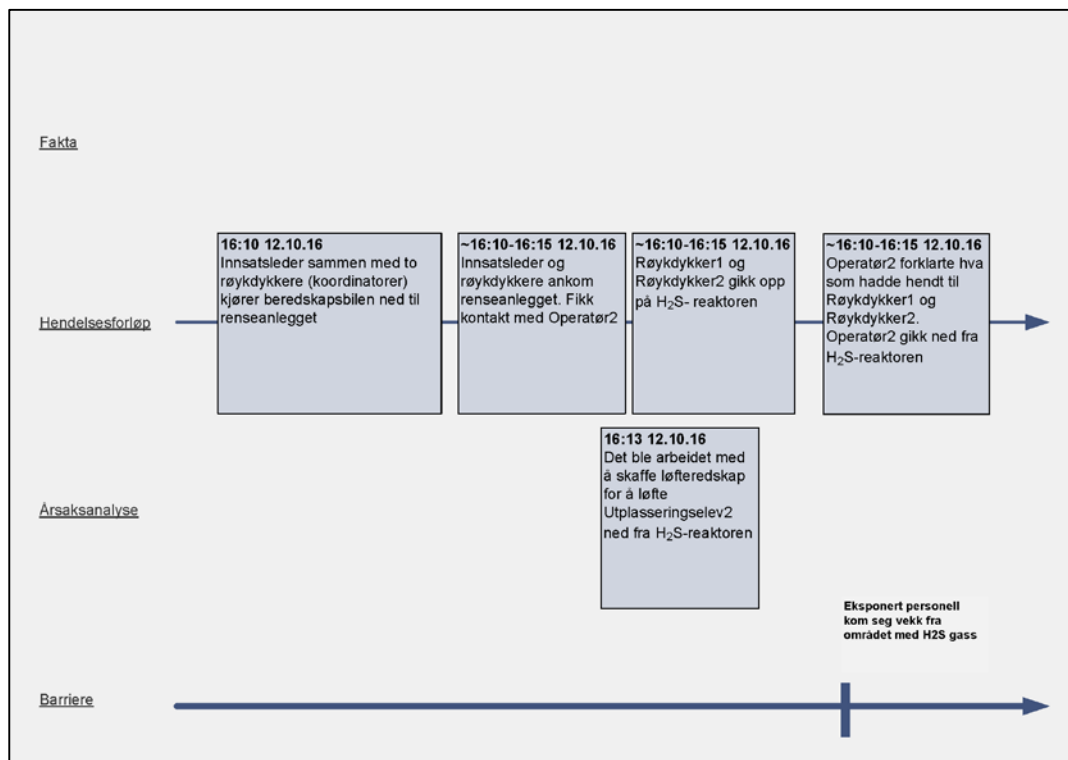 Fakta
Hendelsesforløp
16:10 12.10.16
Innsatsleder sammen med to
røykdykkere (koordinatorer)
kjører beredskapsbilen ned til
renseanlegget
~16:10-16:15 12.10.16
Innsatsleder og
røykdykkere ankom
renseanlegget. Fikk
kontakt med Operatør2
~16:10-16:15 12.10.16
Røykdykker1 og
Røykdykker2 gikk opp
på H₂S- reaktoren
~16:10-16:15 12.10.16
Operatør2 forklarte hva
som hadde hendt til
Røykdykker1 og
Røykdykker2.
Operatør2 gikk ned fra
H₂S-reaktoren
Årsaksanalyse
16:13 12.10.16
Det ble arbeidet med
å skaffe løfteredskap
for å løfte
Utplasseringselev2
ned fra H₂S-reaktoren
Barriere
Eksponert personell
kom seg vekk fra
området med H2S gass